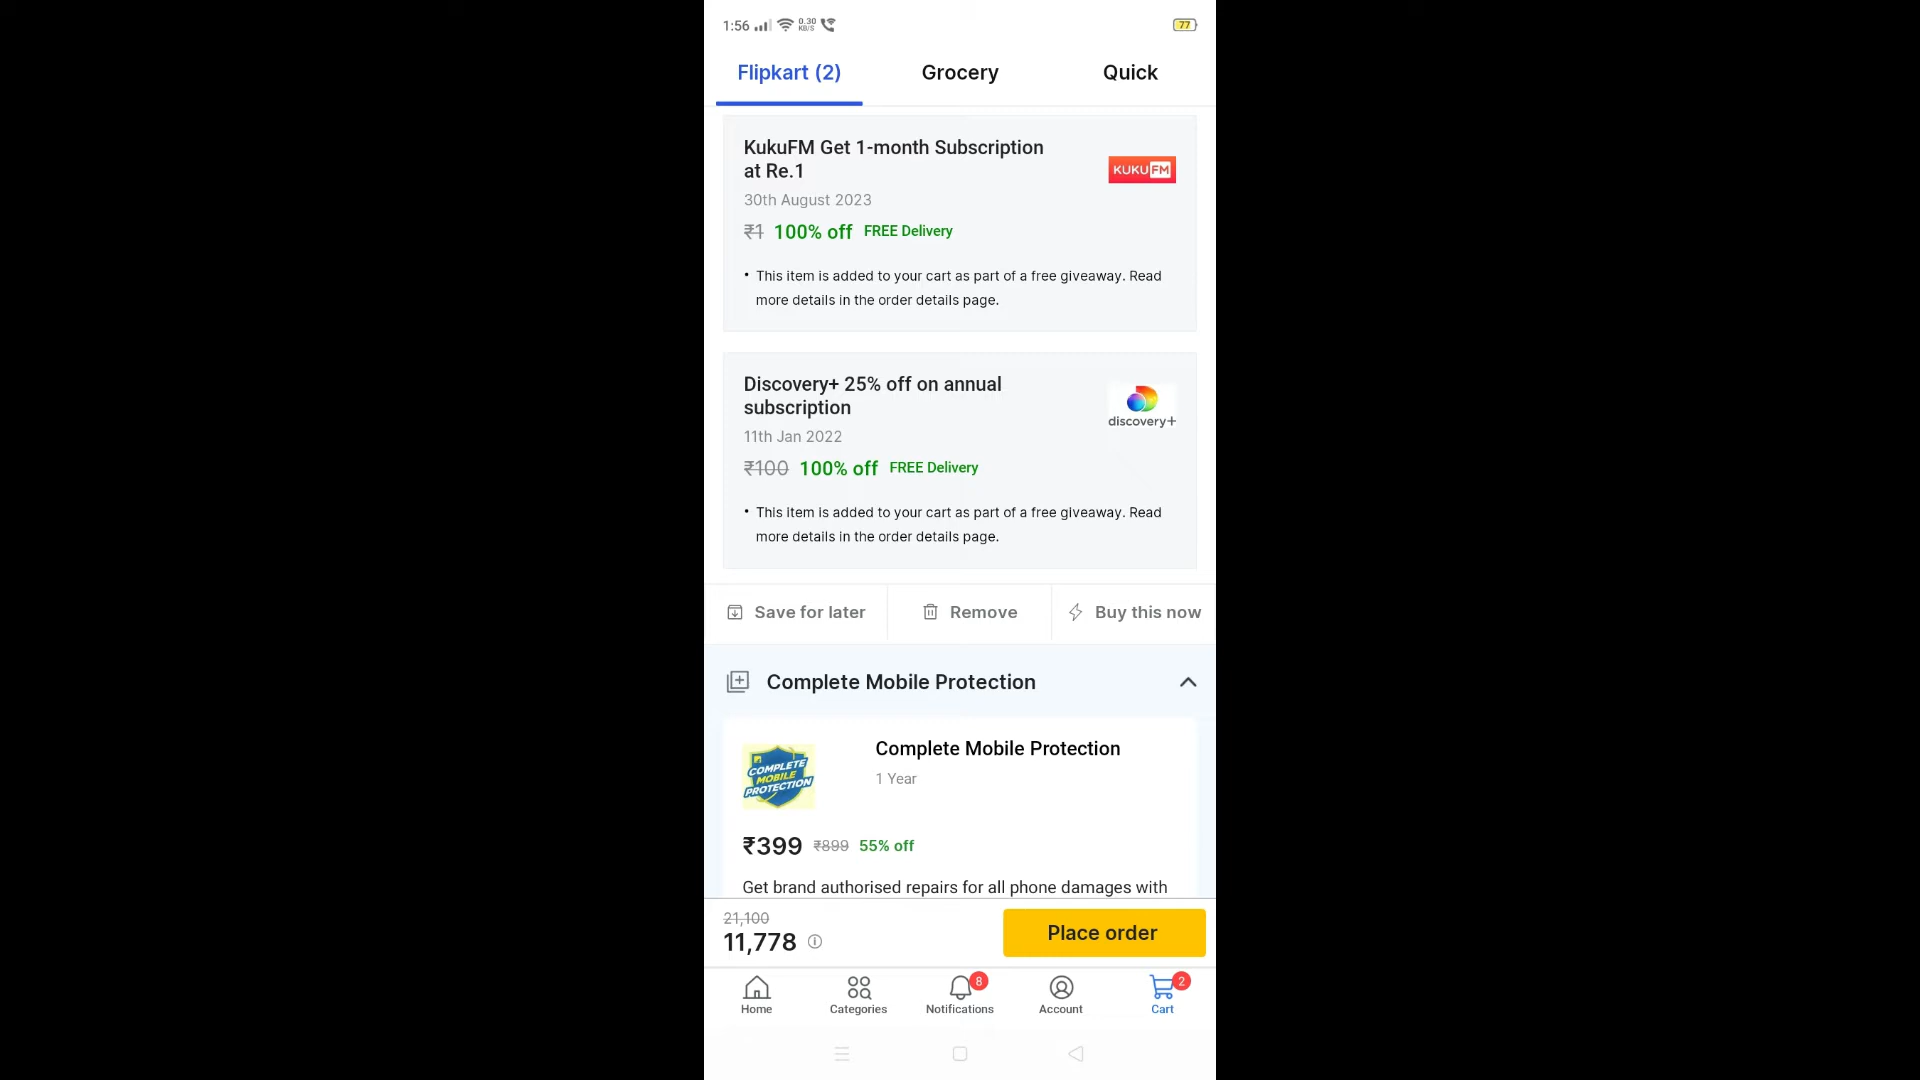 1:56 0.30 KB/S 77
Flipkart (2) Grocery Quick
KukuFM Get 1-month Subscription
at Re.1
KUKU FM
30th August 2023
₹1 100% off FREE Delivery
• This item is added to your cart as part of a free giveaway. Read
more details in the order details page.
Discovery+ 25% off on annual
subscription
discovery+
11th Jan 2022
₹100 100% off FREE Delivery
• This item is added to your cart as part of a free giveaway. Read
more details in the order details page.
Save for later Remove Buy this now
Complete Mobile Protection
COMPLETE
MOBILE
PROTECTION
Complete Mobile Protection
1 Year
₹399 ₹899 55% off
Get brand authorised repairs for all phone damages with
21,100
11,778 Place order
8 2
Home Categories Notifications Account Cart